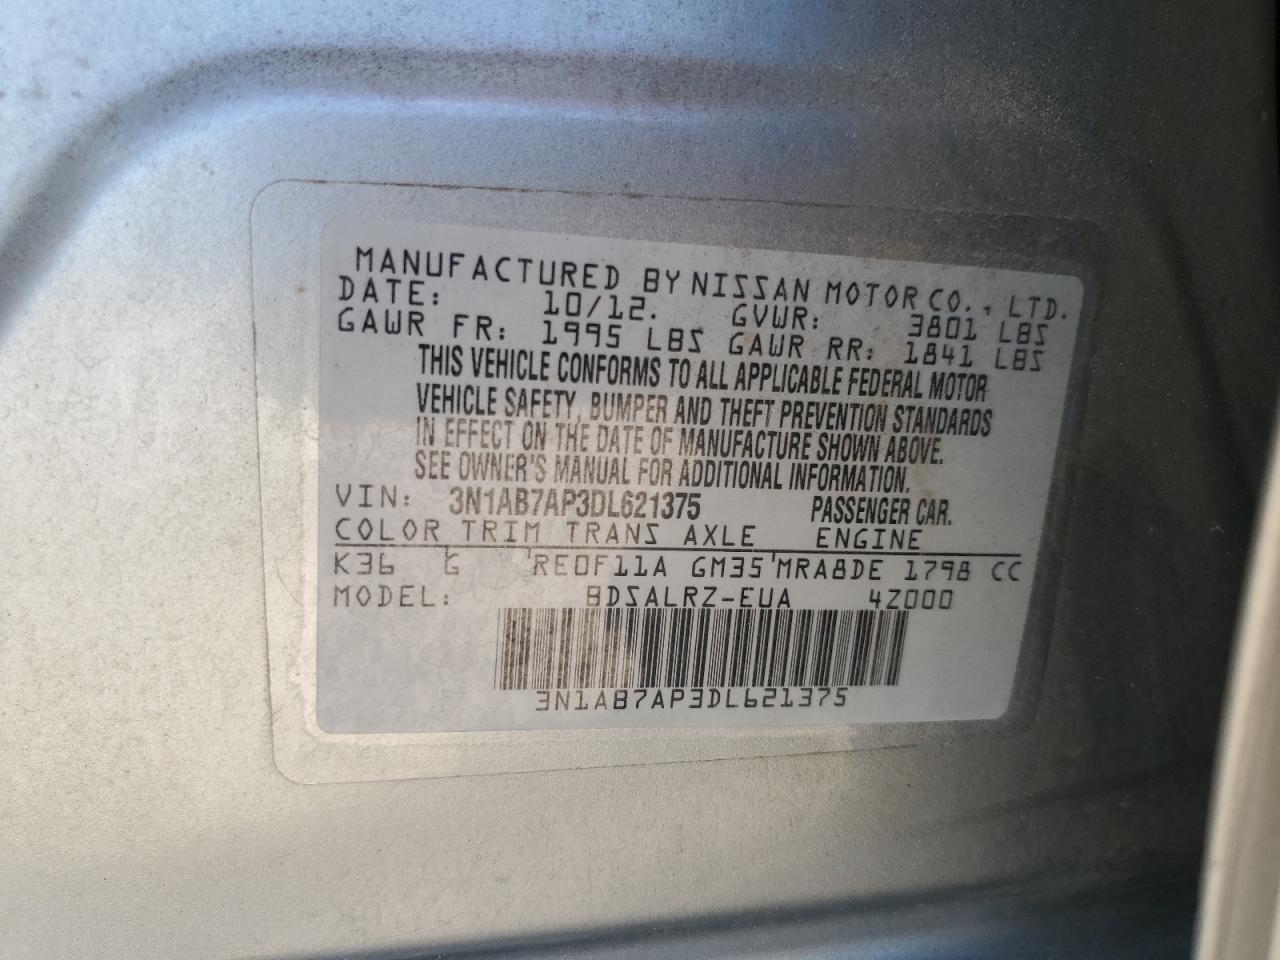 MANUFACTURED BY NISSAN MOTOR CO., LTD.
DATE: 10/12. GVWR: 3801 LBS
GAWR FR: 1995 LBS GAWR RR: 1841 LBS
THIS VEHICLE CONFORMS TO ALL APPLICABLE FEDERAL MOTOR
VEHICLE SAFETY, BUMPER AND THEFT PREVENTION STANDARDS
IN EFFECT ON THE DATE OF MANUFACTURE SHOWN ABOVE.
SEE OWNER'S MANUAL FOR ADDITIONAL INFORMATION.
VIN: 3N1AB7AP3DL621375 PASSENGER CAR.
COLOR TRIM TRANS AXLE ENGINE
K36 G RE0F11A GM35 MRA8DE 1798 CC
MODEL: BDSALRZ-EUA 4Z000
3N1AB7AP3DL621375